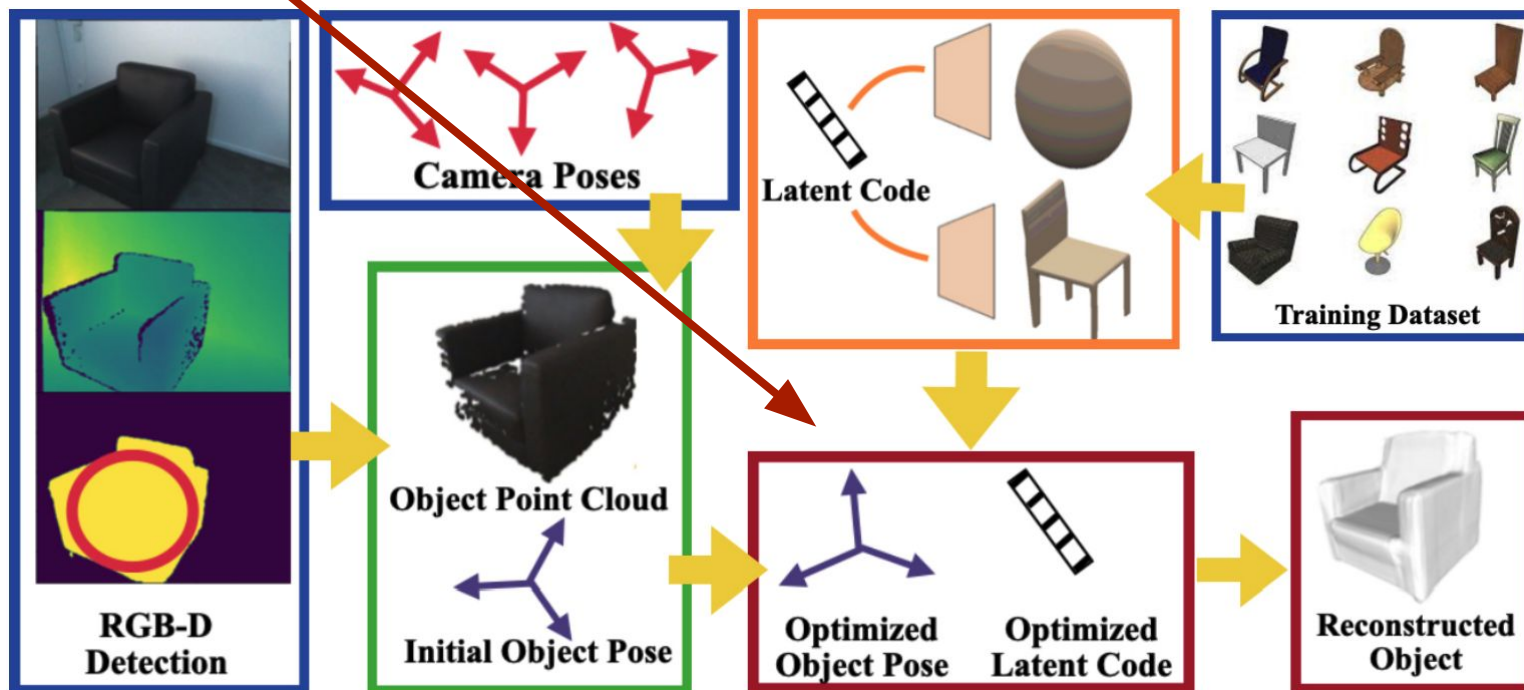 Camera Poses
Latent Code
Training Dataset
Object Point Cloud
Initial Object Pose
RGB-D
Detection
Optimized
Object Pose
Optimized
Latent Code
Reconstructed
Object